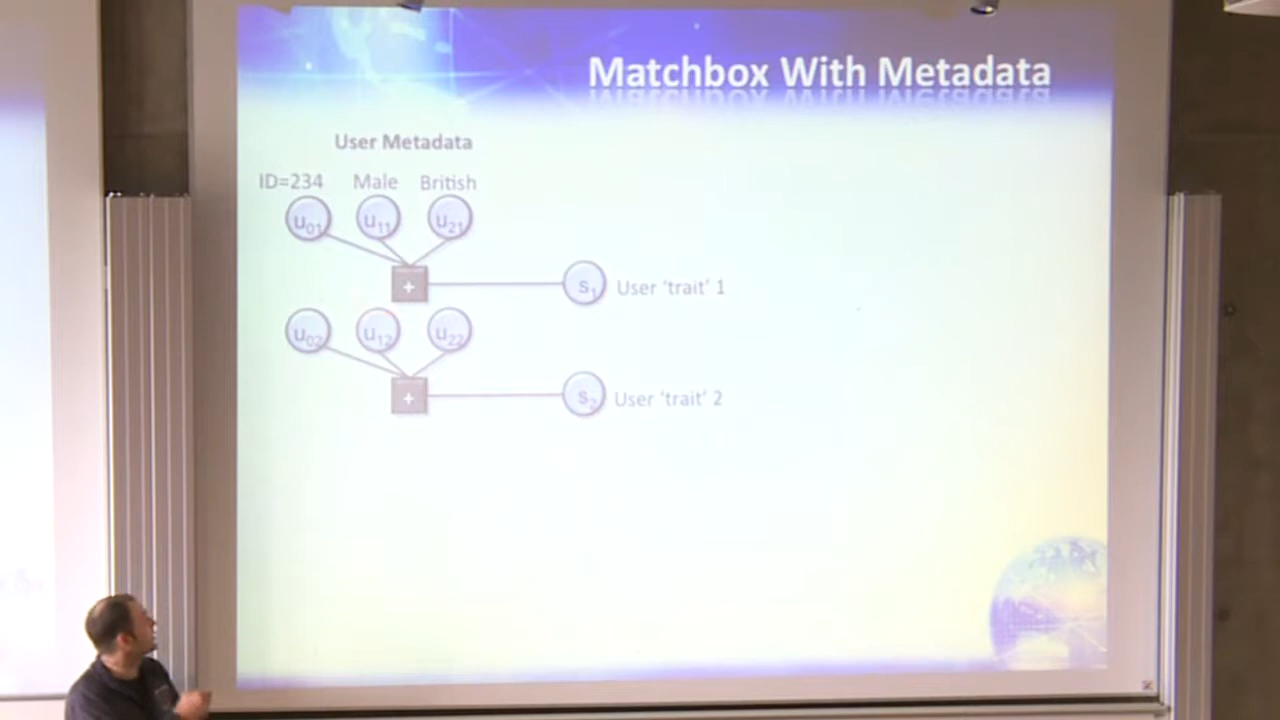 Matchbox With Metadata
User Metadata
ID=234 Male British
u01 u11 u21
+ s1 User 'trait' 1
u02 u12 u22
+ s2 User 'trait' 2